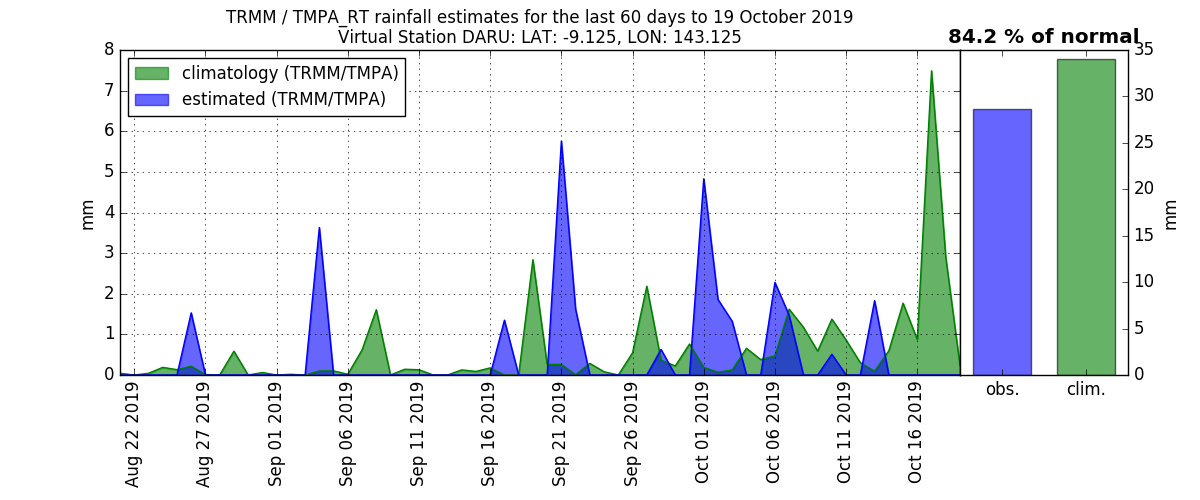 TRMM / TMPA_RT rainfall estimates for the last 60 days to 19 October 2019
Virtual Station DARU: LAT: -9.125, LON: 143.125
84.2 % of normal
climatology (TRMM/TMPA)
estimated (TRMM/TMPA)
8
7
6
5
4
3
2
1
0
mm
Aug 22 2019
Aug 27 2019
Sep 01 2019
Sep 06 2019
Sep 11 2019
Sep 16 2019
Sep 21 2019
Sep 26 2019
Oct 01 2019
Oct 06 2019
Oct 11 2019
Oct 16 2019
obs.
clim.
35
30
25
20
15
10
5
0
mm